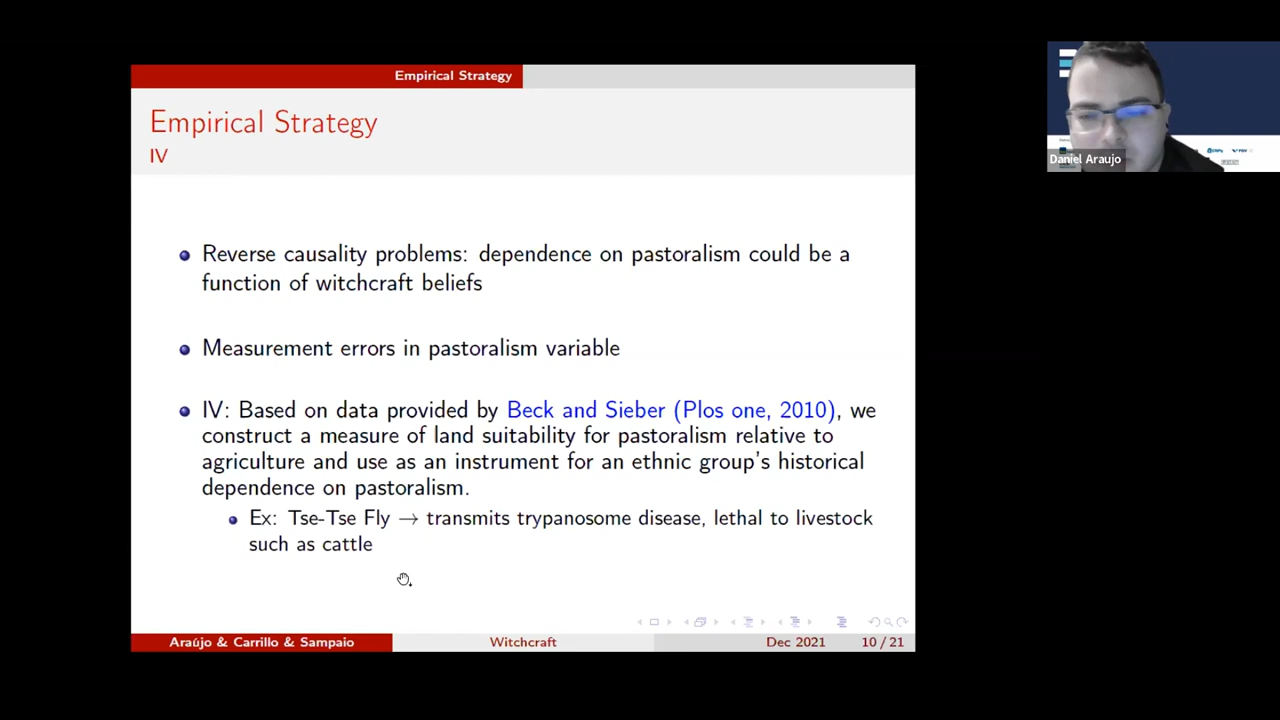 Empirical Strategy
Empirical Strategy
IV
Reverse causality problems: dependence on pastoralism could be a
function of witchcraft beliefs
Measurement errors in pastoralism variable
IV: Based on data provided by Beck and Sieber (Plos one, 2010), we
construct a measure of land suitability for pastoralism relative to
agriculture and use as an instrument for an ethnic group's historical
dependence on pastoralism.
Ex: Tse-Tse Fly → transmits trypanosome disease, lethal to livestock
such as cattle
Araújo & Carrillo & Sampaio
Witchcraft
Dec 2021
10 / 21
Daniel Araujo